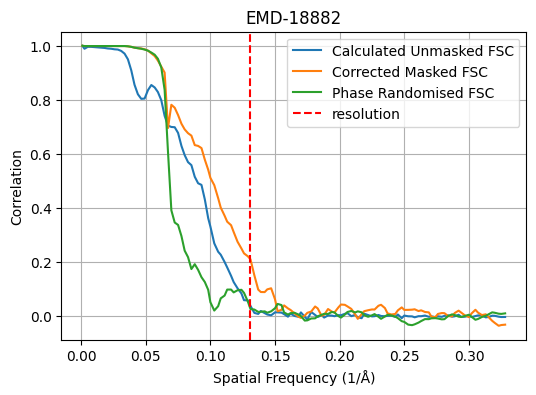 EMD-18882
1.0
0.8
0.6
0.4
0.2
0.0
Correlation
Calculated Unmasked FSC
Corrected Masked FSC
Phase Randomised FSC
resolution
0.00 0.05 0.10 0.15 0.20 0.25 0.30
Spatial Frequency (1/Å)